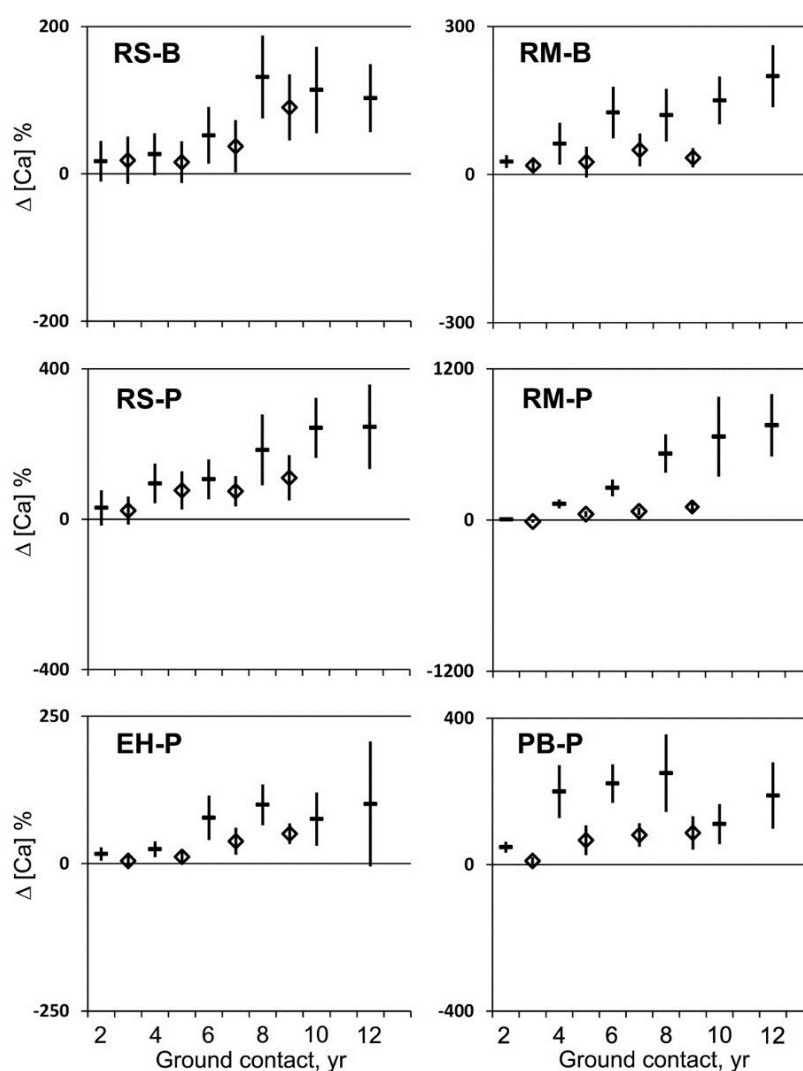 200
RS-B
Δ [Ca] %
0
-200
300
RM-B
0
-300
400
RS-P
Δ [Ca] %
0
-400
1200
RM-P
0
-1200
250
EH-P
Δ [Ca] %
0
-250
2 4 6 8 10 12
Ground contact, yr
400
PB-P
0
-400
2 4 6 8 10 12
Ground contact, yr